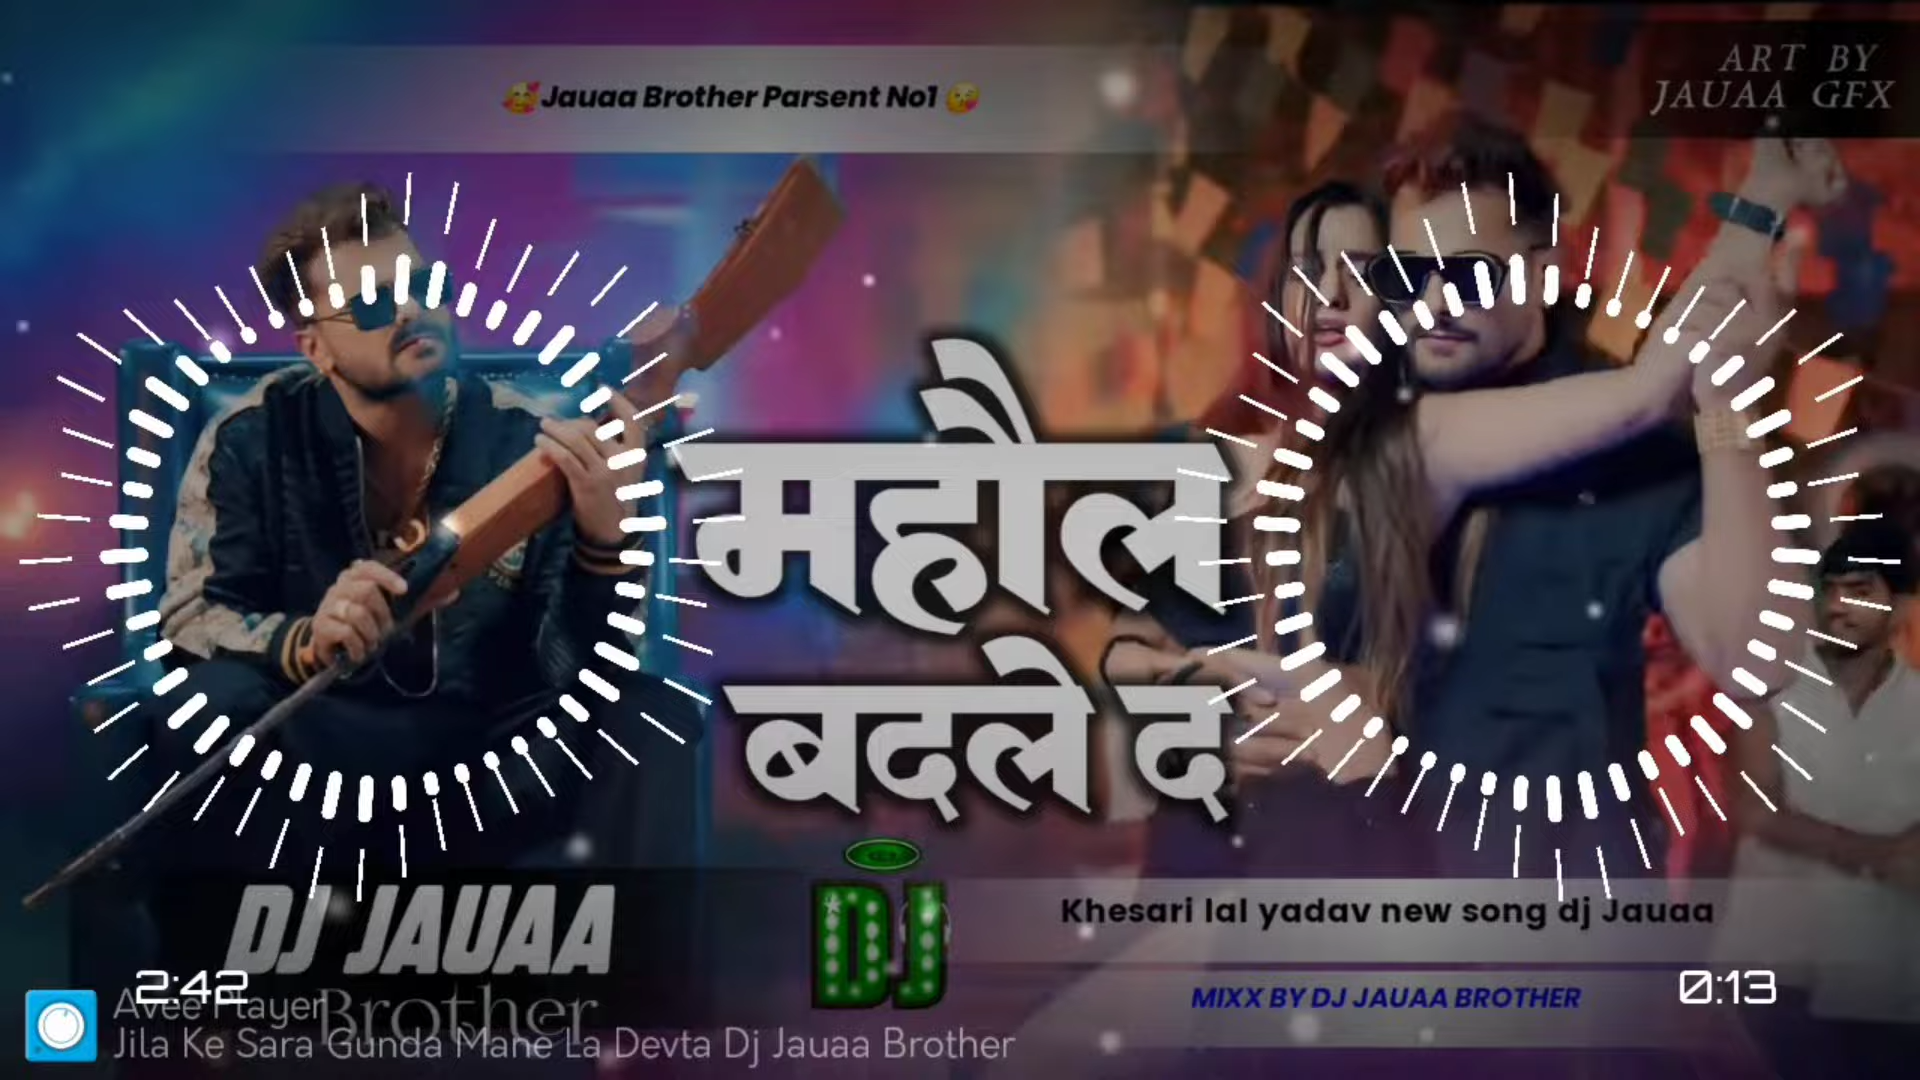 🥰 Jauaa Brother Parsent No1 😘
ART BY
JAUAA GFX
महौल
बदले द
DJ JAUAA
Brother
DJ
Khesari lal yadav new song dj Jauaa
MIXX BY DJ JAUAA BROTHER
2:42
0:13
Avee Player
Jila Ke Sara Gunda Mane La Devta Dj Jauaa Brother